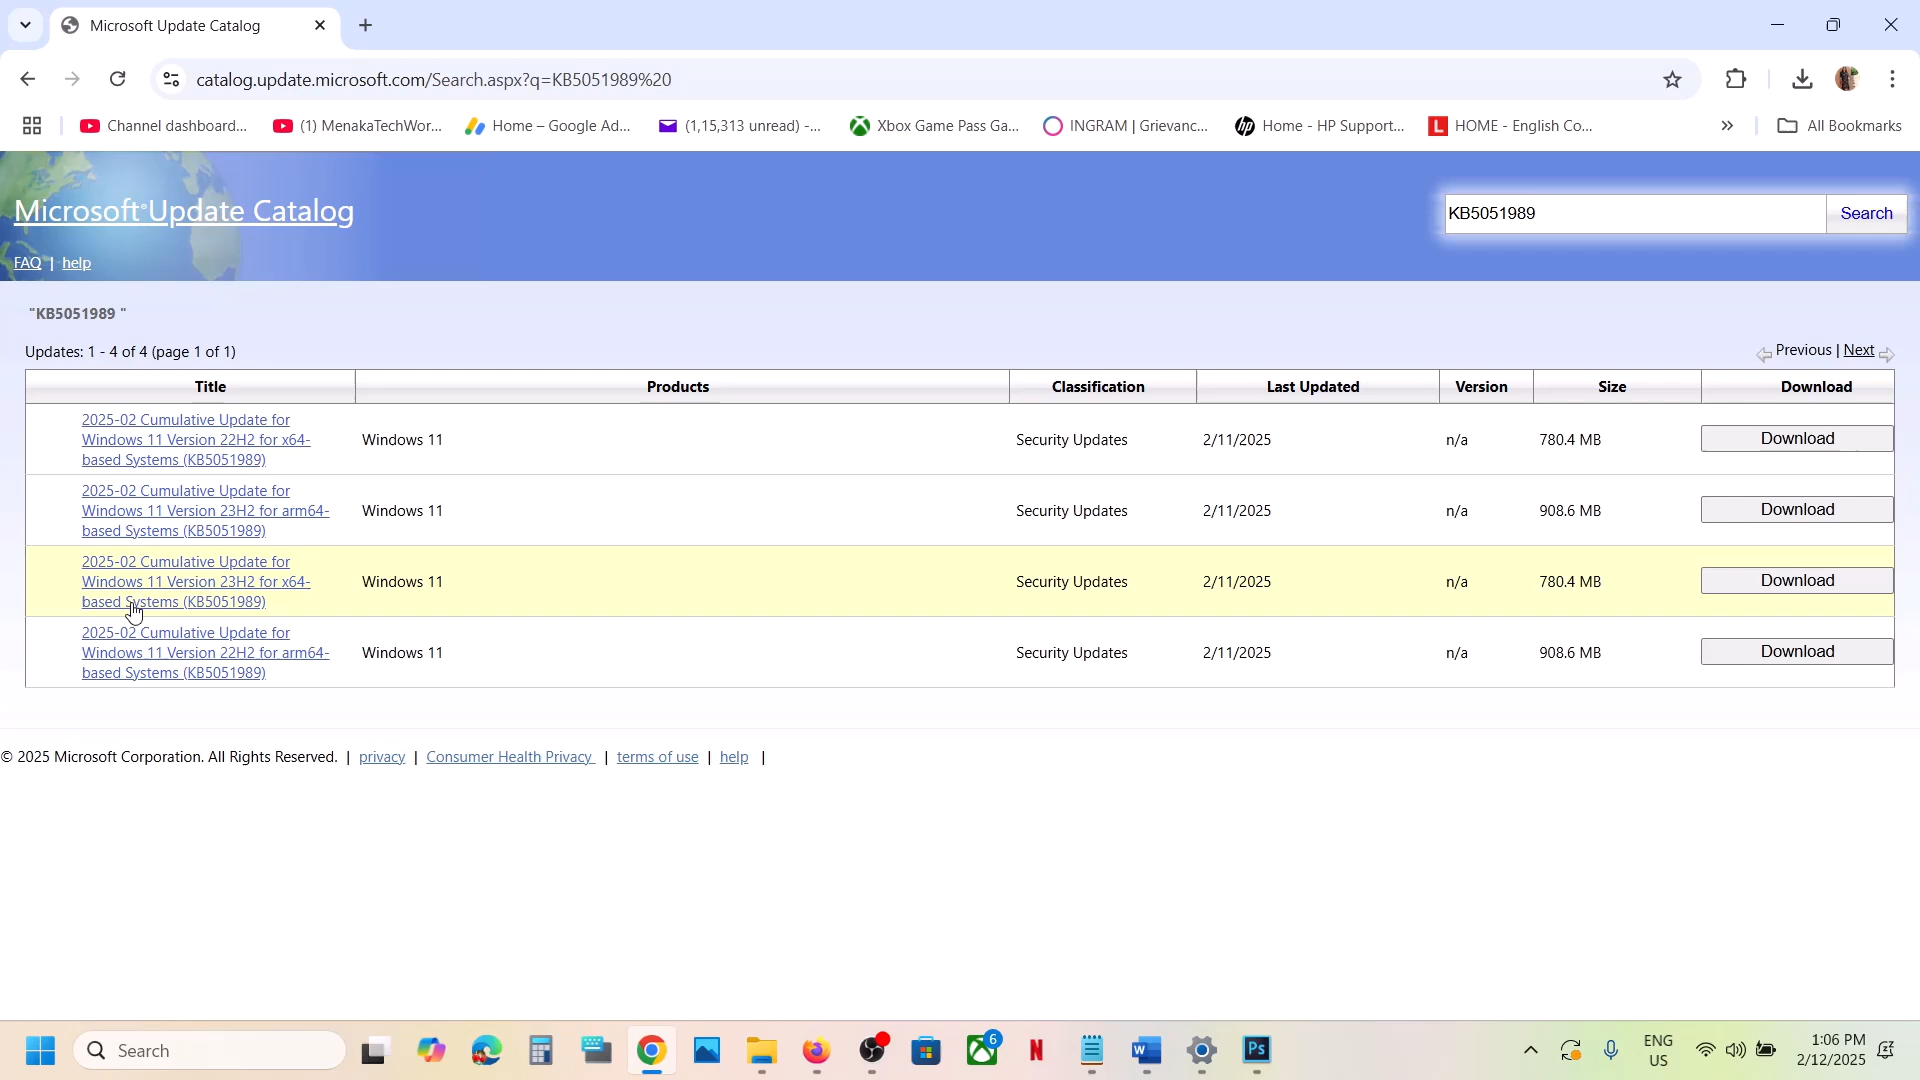 Microsoft Update Catalog
catalog.update.microsoft.com/Search.aspx?q=KB5051989%20
Channel dashboard...
(1) MenakaTechWor...
Home – Google Ad...
(1,15,313 unread) -...
Xbox Game Pass Ga...
INGRAM | Grievanc...
Home - HP Support...
HOME - English Co...
»
All Bookmarks
Microsoft®Update Catalog
KB5051989
Search
FAQ | help
"KB5051989 "
Updates: 1 - 4 of 4 (page 1 of 1)
Previous | Next
Title Products Classification Last Updated Version Size Download
2025-02 Cumulative Update for
Windows 11 Version 22H2 for x64-
based Systems (KB5051989)
Windows 11 Security Updates 2/11/2025 n/a 780.4 MB Download
2025-02 Cumulative Update for
Windows 11 Version 23H2 for arm64-
based Systems (KB5051989)
Windows 11 Security Updates 2/11/2025 n/a 908.6 MB Download
2025-02 Cumulative Update for
Windows 11 Version 23H2 for x64-
based Systems (KB5051989)
Windows 11 Security Updates 2/11/2025 n/a 780.4 MB Download
2025-02 Cumulative Update for
Windows 11 Version 22H2 for arm64-
based Systems (KB5051989)
Windows 11 Security Updates 2/11/2025 n/a 908.6 MB Download
© 2025 Microsoft Corporation. All Rights Reserved. | privacy | Consumer Health Privacy | terms of use | help |
Search
6
N
W
Ps
ENG
US
1:06 PM
2/12/2025